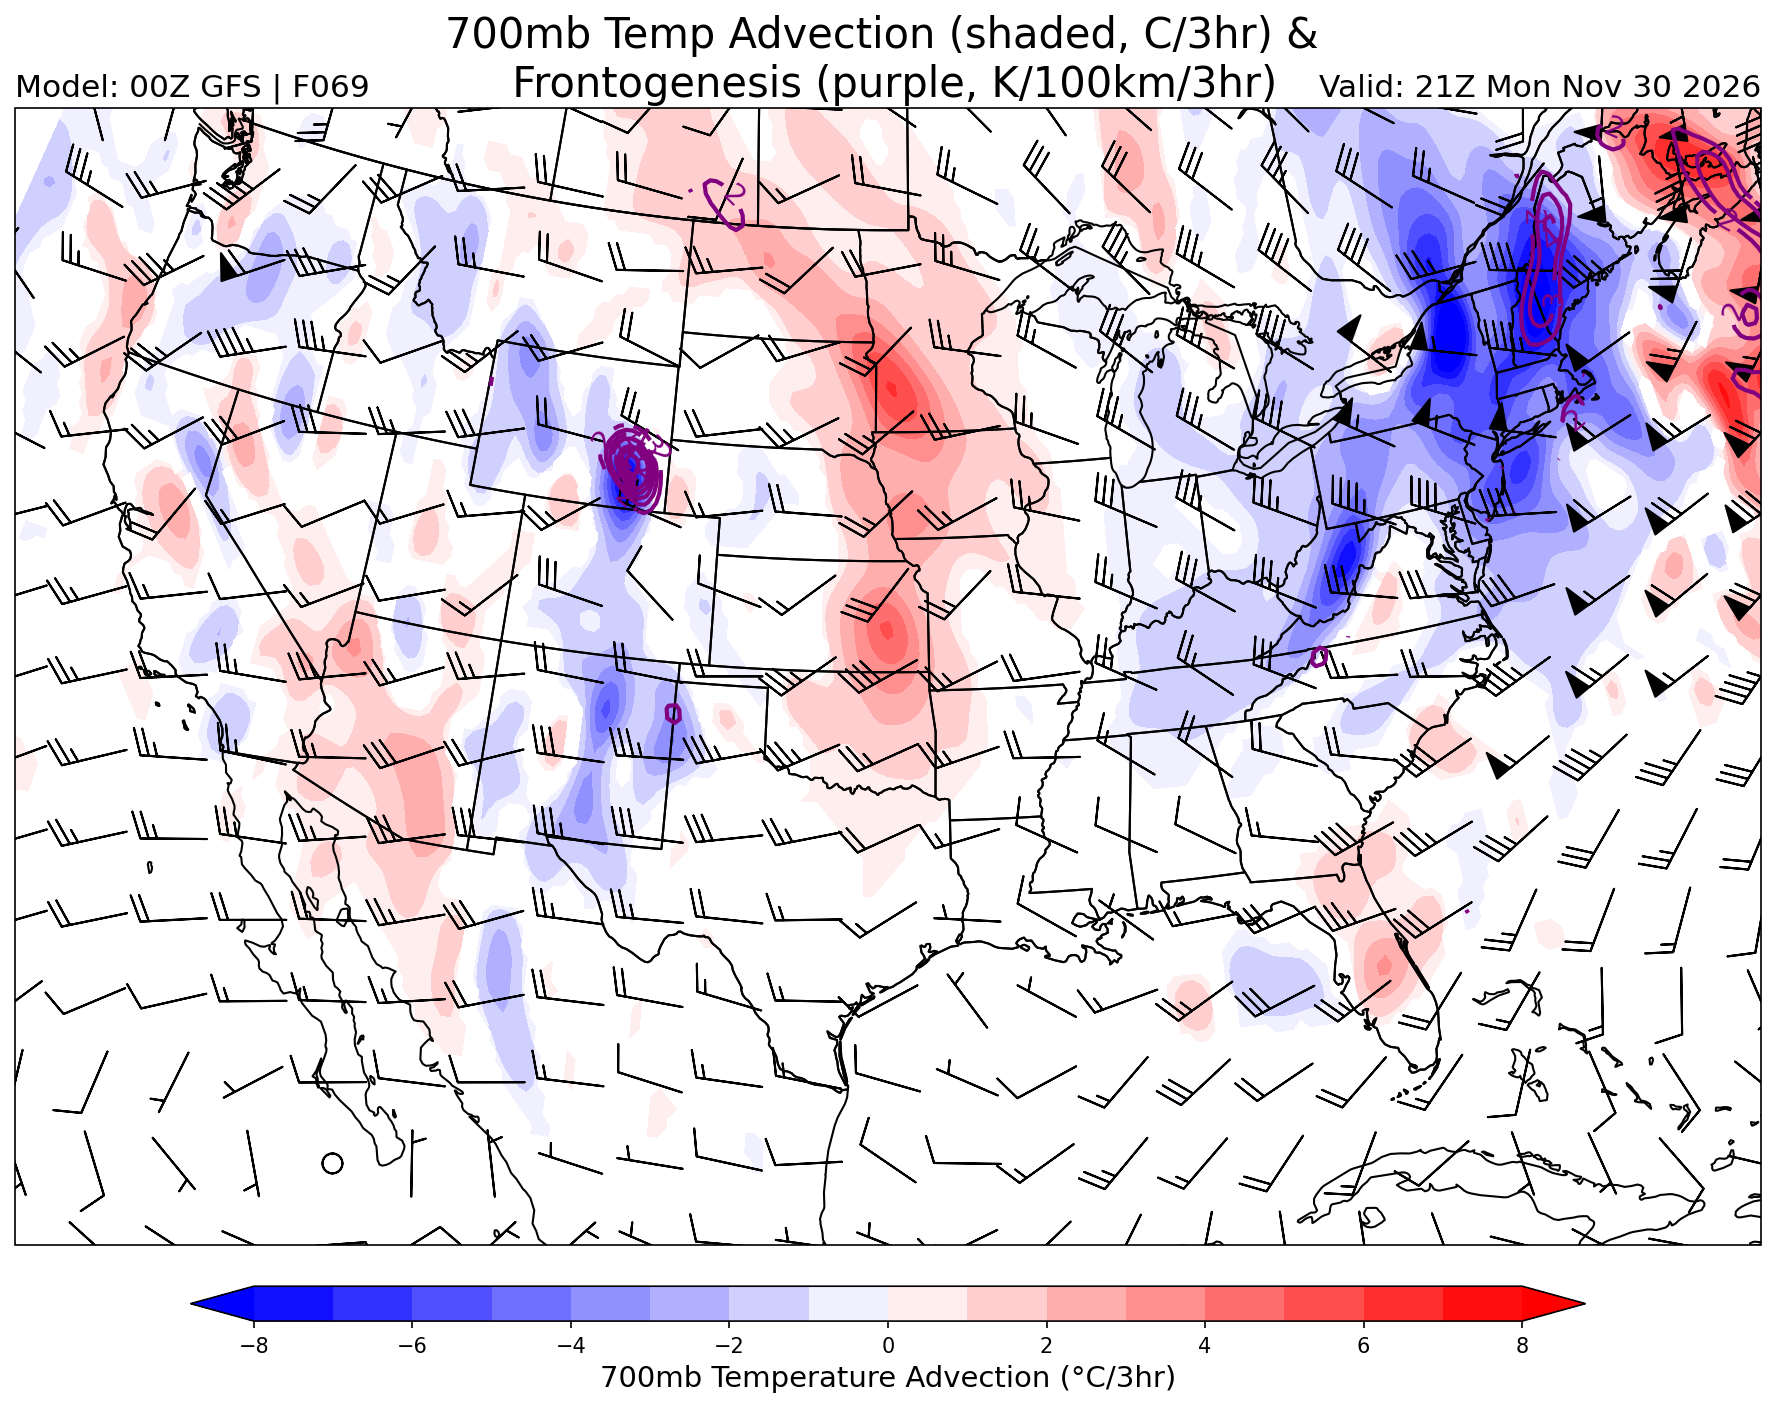 700mb Temp Advection (shaded, C/3hr) &
Model: 00Z GFS | F069
Frontogenesis (purple, K/100km/3hr)
Valid: 21Z Mon Nov 30 2026
−8
−6
−4
−2
0
2
4
6
8
700mb Temperature Advection (°C/3hr)